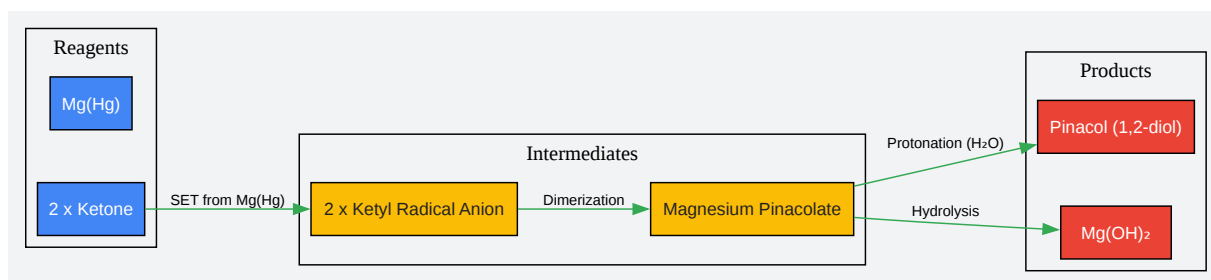 Reagents
Mg(Hg)
2 x Ketone
SET from Mg(Hg)
Intermediates
2 x Ketyl Radical Anion
Dimerization
Magnesium Pinacolate
Protonation (H₂O)
Hydrolysis
Products
Pinacol (1,2-diol)
Mg(OH)₂